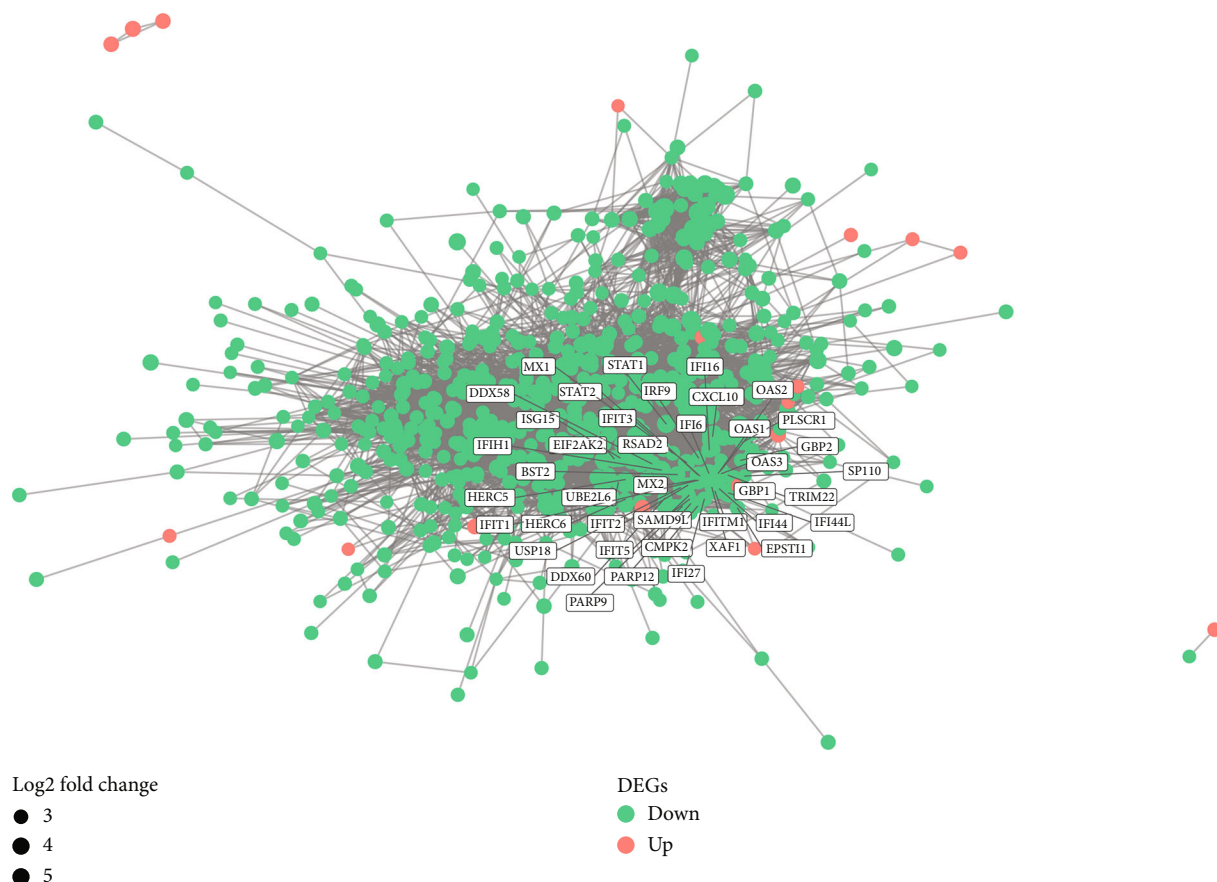 MX1
STAT1
IFI16
DDX58
STAT2
IRF9
CXCL10
OAS2
ISG15
IFIT3
IFI6
OAS1
PLSCR1
IFIH1
EIF2AK2
RSAD2
GBP2
BST2
OAS3
SP110
MX2
GBP1
HERC5
UBE2L6
TRIM22
IFIT1
HERC6
IFIT2
SAMD9L
IFITM1
IFI44
IFI44L
USP18
IFIT5
CMPK2
XAF1
EPSTI1
DDX60
PARP12
IFI27
PARP9
Log2 fold change
3
4
5
DEGs
Down
Up